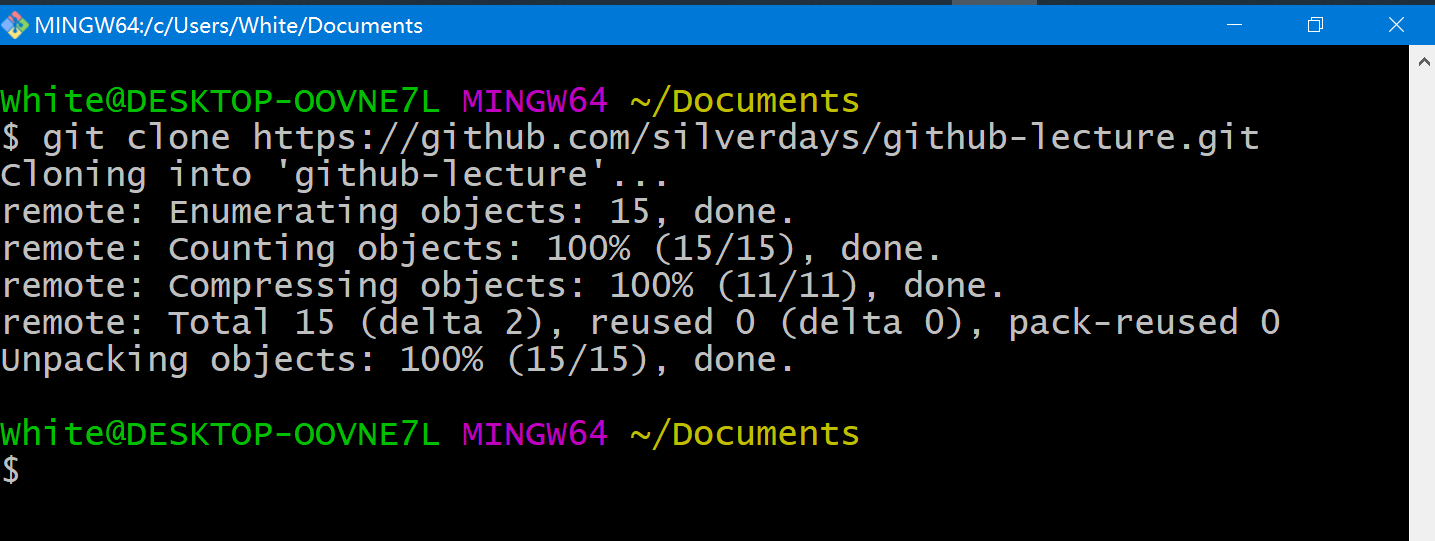 MINGW64:/c/Users/White/Documents
White@DESKTOP-OOVNE7L MINGW64 ~/Documents
$ git clone https://github.com/silverdays/github-lecture.git
Cloning into 'github-lecture'...
remote: Enumerating objects: 15, done.
remote: Counting objects: 100% (15/15), done.
remote: Compressing objects: 100% (11/11), done.
remote: Total 15 (delta 2), reused 0 (delta 0), pack-reused 0
Unpacking objects: 100% (15/15), done.
White@DESKTOP-OOVNE7L MINGW64 ~/Documents
$